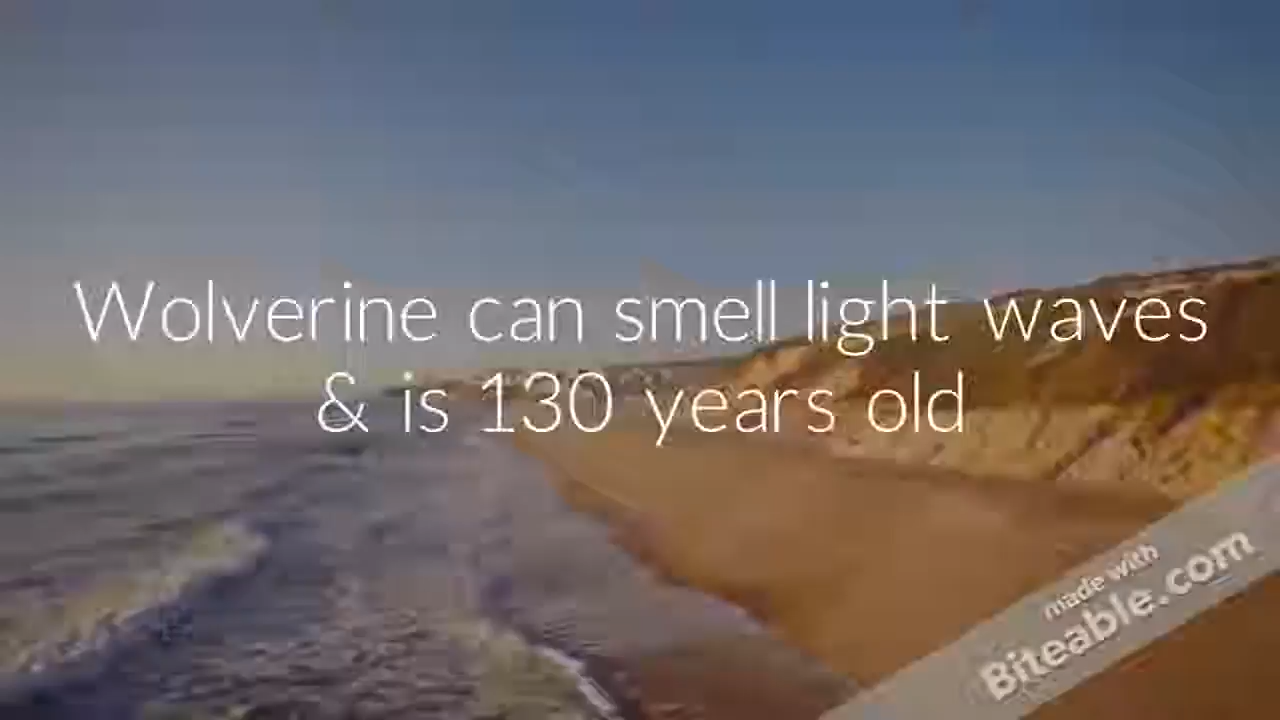 Wolverine can smell light waves
& is 130 years old
made with
Biteable.com